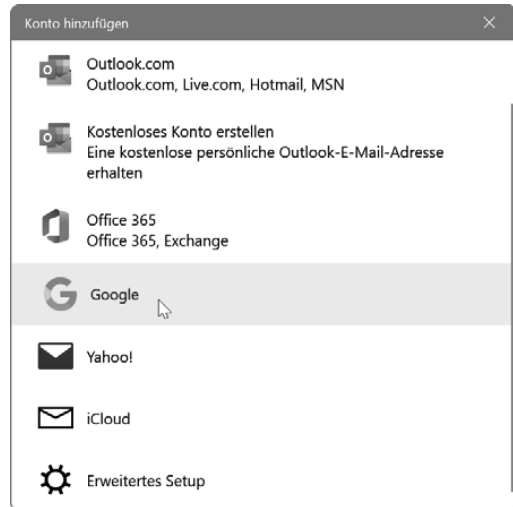 Konto hinzufügen
Outlook.com
Outlook.com, Live.com, Hotmail, MSN
Kostenloses Konto erstellen
Eine kostenlose persönliche Outlook-E-Mail-Adresse
erhalten
Office 365
Office 365, Exchange
Google
Yahoo!
iCloud
Erweitertes Setup